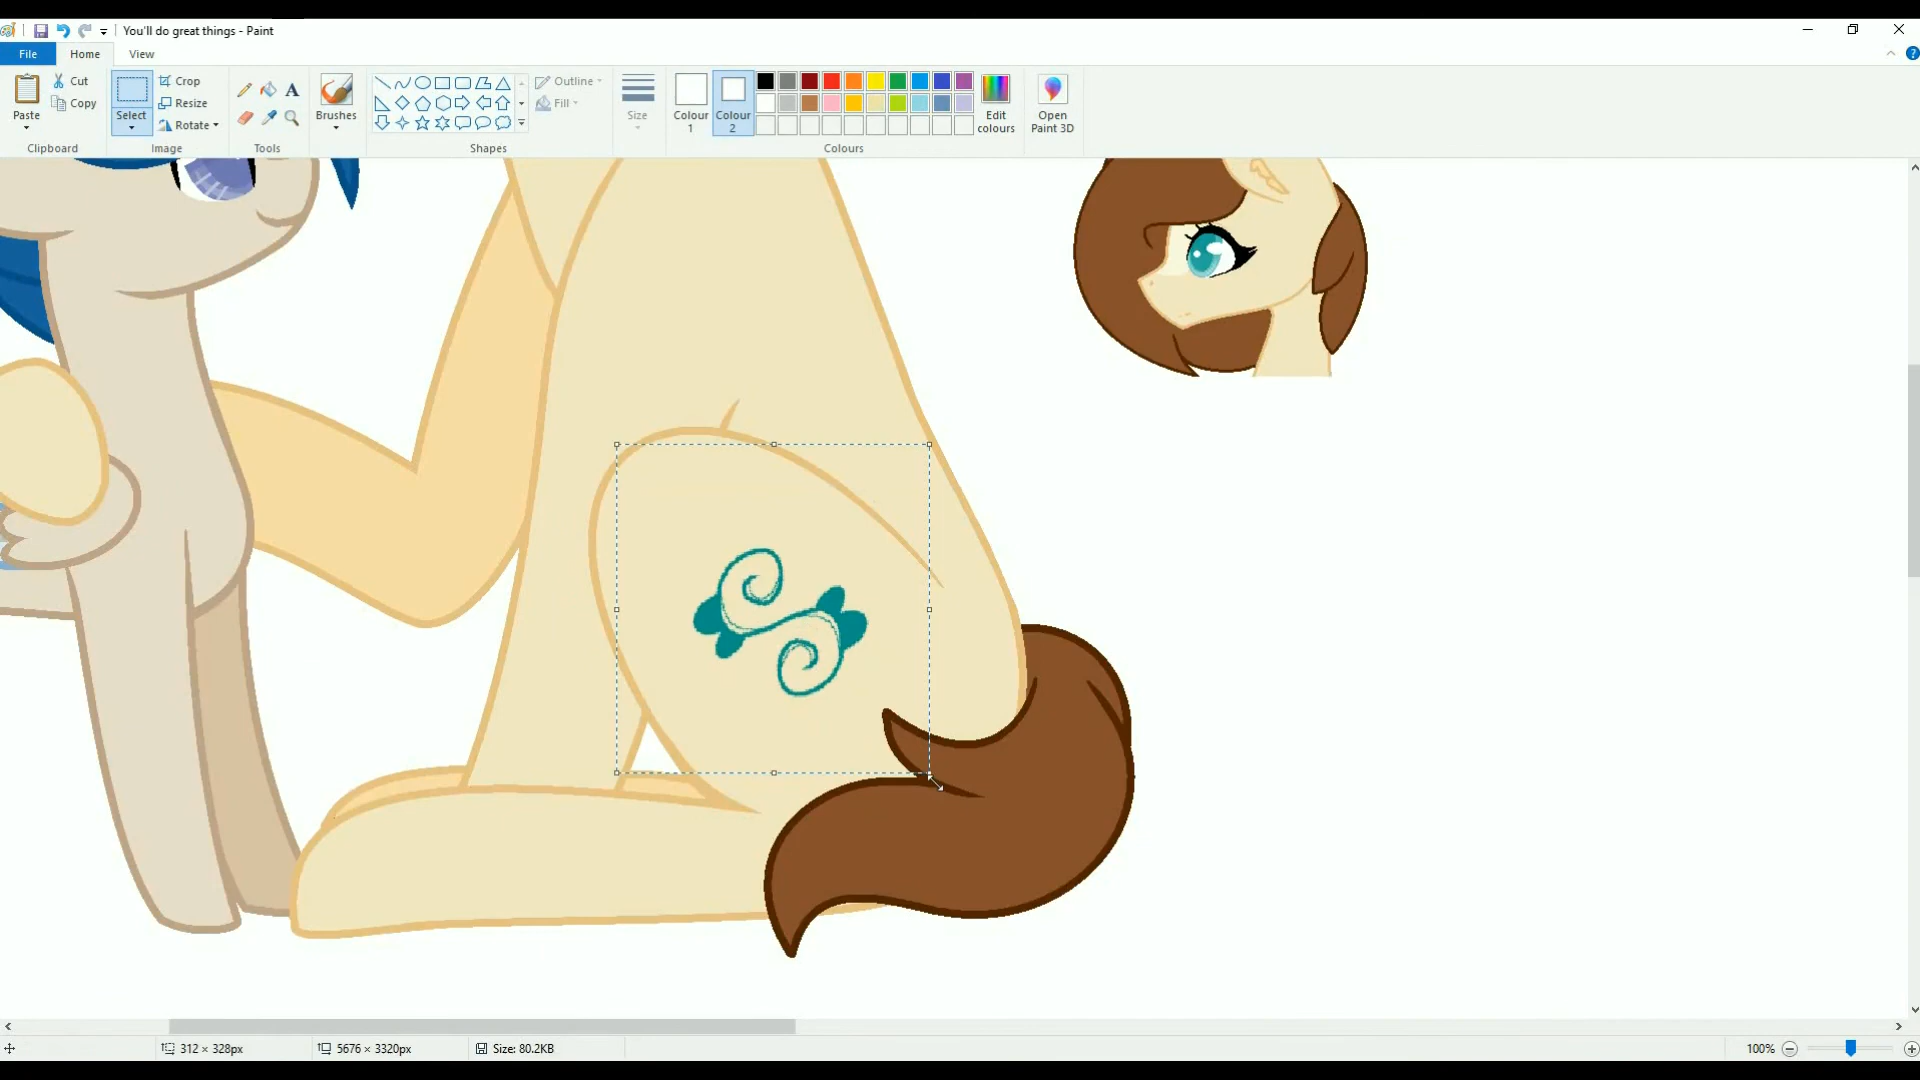 You'll do great things - Paint
File Home View
Paste Cut Copy Clipboard
Select Crop Resize Rotate Image
A Tools
Brushes
Shapes Outline Fill
Size
Colour 1 Colour 2 Edit colours Colours
Open Paint 3D
312 × 328px 5676 × 3320px Size: 80.2KB 100%